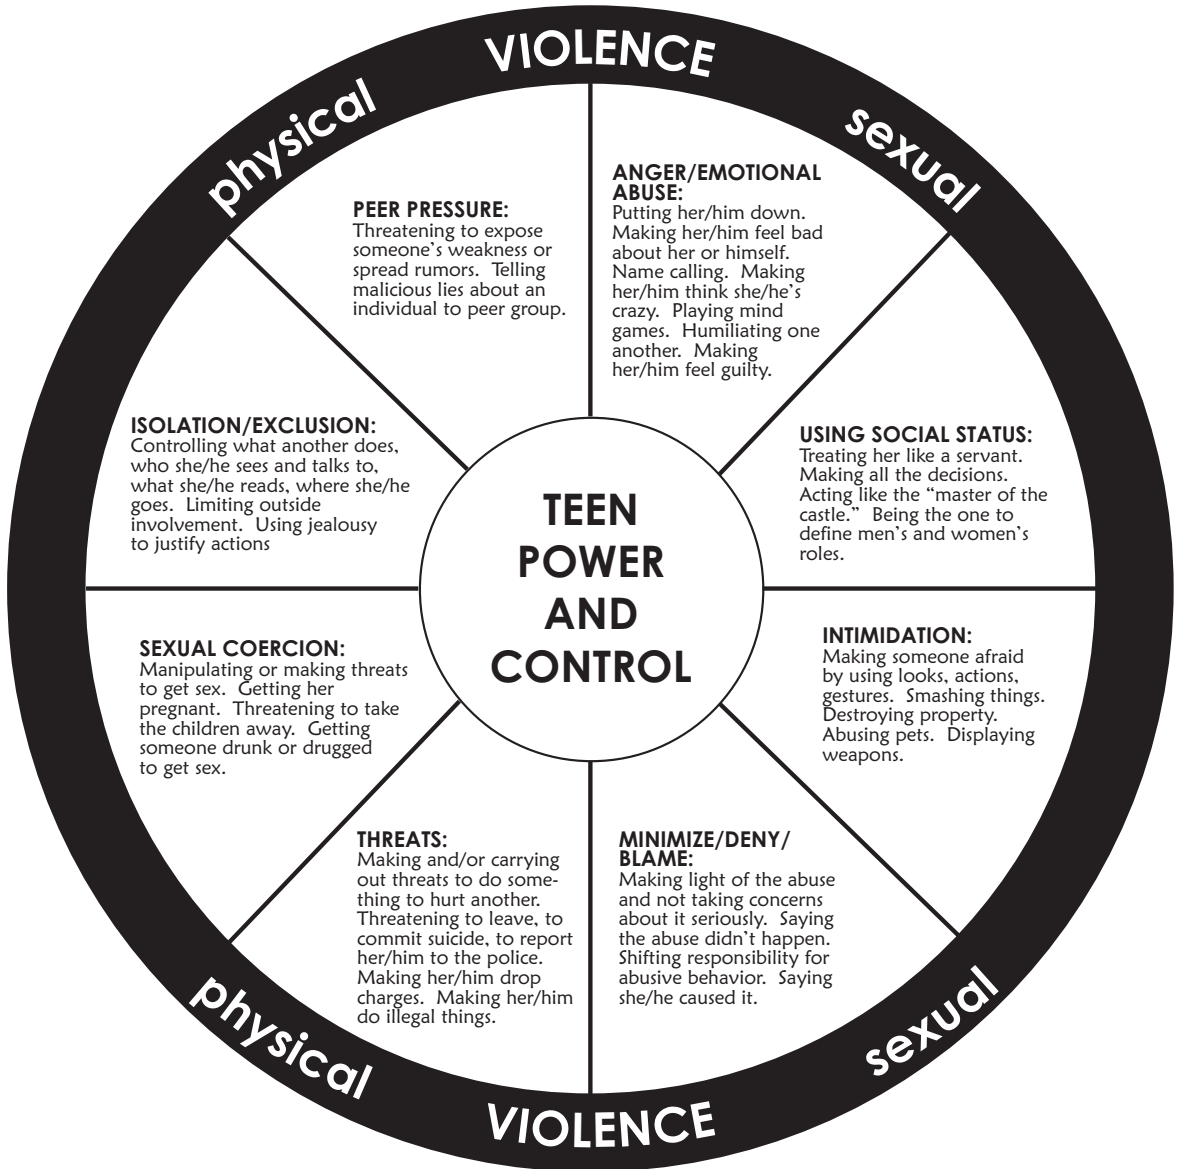 VIOLENCE
physical
sexual
PEER PRESSURE:
Threatening to expose
someone's weakness or
spread rumors.  Telling
malicious lies about an
individual to peer group.
ANGER/EMOTIONAL
ABUSE:
Putting her/him down.
Making her/him feel bad
about her or himself.
Name calling.  Making
her/him think she/he's
crazy.  Playing mind
games.  Humiliating one
another.  Making
her/him feel guilty.
ISOLATION/EXCLUSION:
Controlling what another does,
who she/he sees and talks to,
what she/he reads, where she/he
goes.  Limiting outside
involvement.  Using jealousy
to justify actions
USING SOCIAL STATUS:
Treating her like a servant.
Making all the decisions.
Acting like the “master of the
castle.”  Being the one to
define men's and women's
roles.
TEEN
POWER
AND
CONTROL
SEXUAL COERCION:
Manipulating or making threats
to get sex.  Getting her
pregnant.  Threatening to take
the children away.  Getting
someone drunk or drugged
to get sex.
INTIMIDATION:
Making someone afraid
by using looks, actions,
gestures.  Smashing things.
Destroying property.
Abusing pets.  Displaying
weapons.
THREATS:
Making and/or carrying
out threats to do some-
thing to hurt another.
Threatening to leave, to
commit suicide, to report
her/him to the police.
Making her/him drop
charges.  Making her/him
do illegal things.
MINIMIZE/DENY/
BLAME:
Making light of the abuse
and not taking concerns
about it seriously.  Saying
the abuse didn't happen.
Shifting responsibility for
abusive behavior.  Saying
she/he caused it.
physical
sexual
VIOLENCE